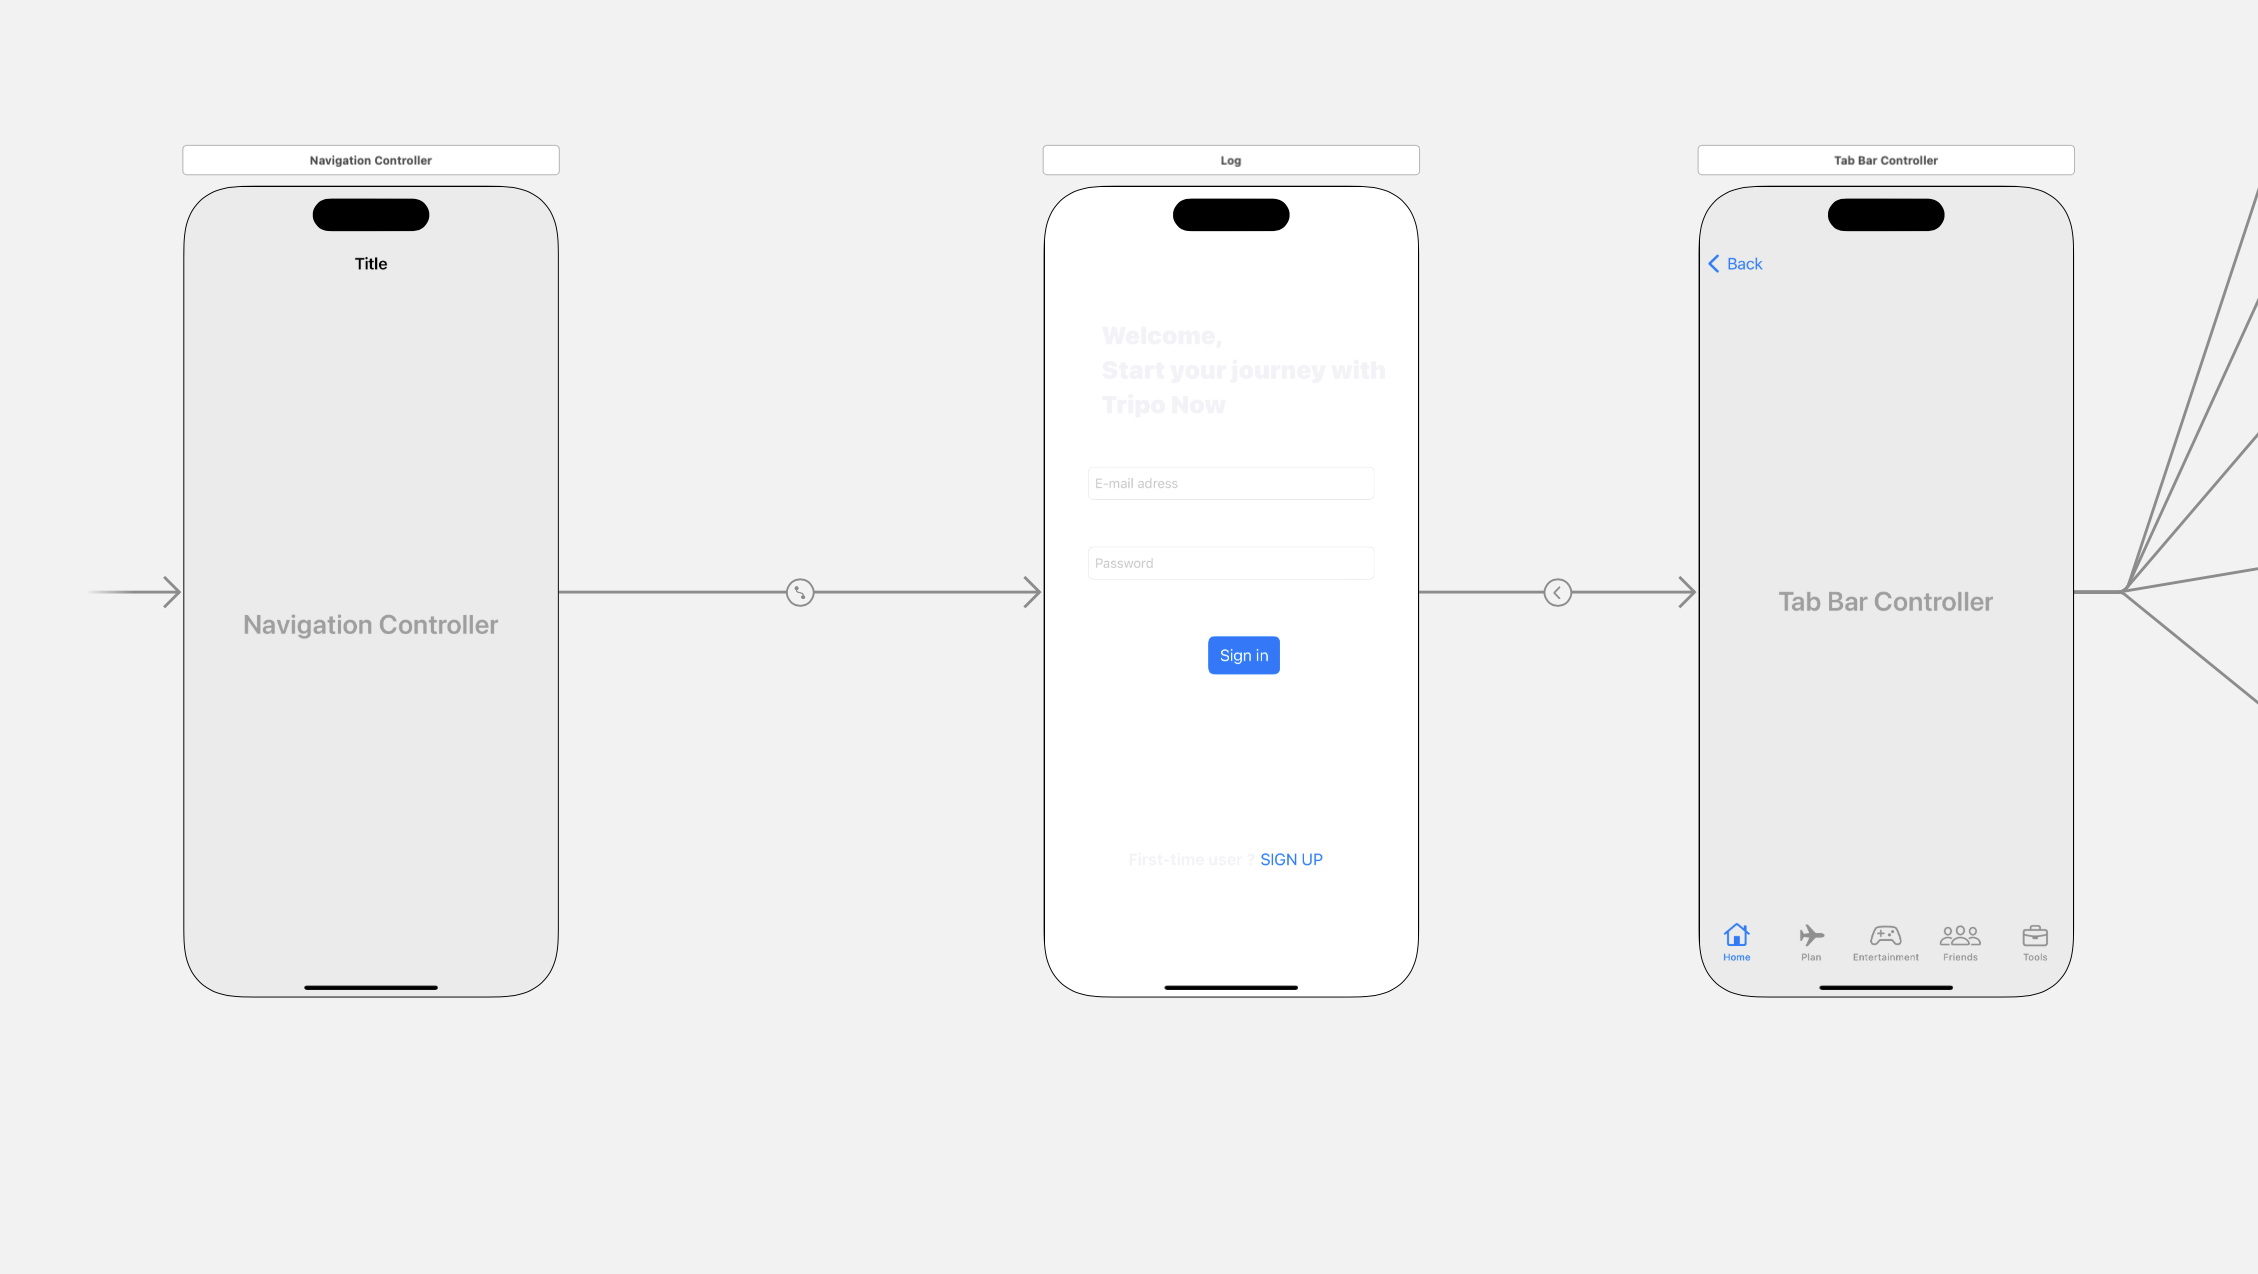 Navigation Controller
Title
Navigation Controller
Log
Welcome,
Start your journey with
Tripo Now
E-mail adress
Password
Sign in
First-time user ? SIGN UP
Tab Bar Controller
Back
Tab Bar Controller
Home Plan Entertainment Friends Tools